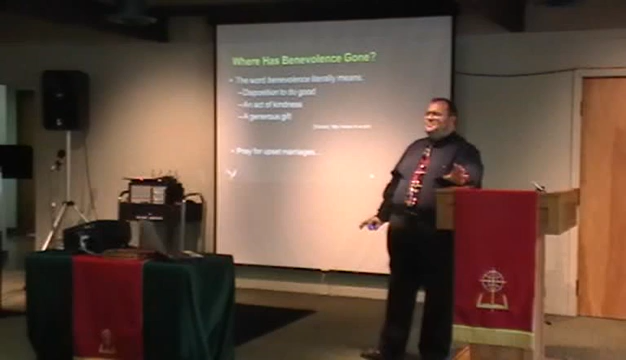 Where Has Benevolence Gone?
• The word benevolence literally means:
–Disposition to do good
–An act of kindness
–A generous gift
• Pray for upset marriages...